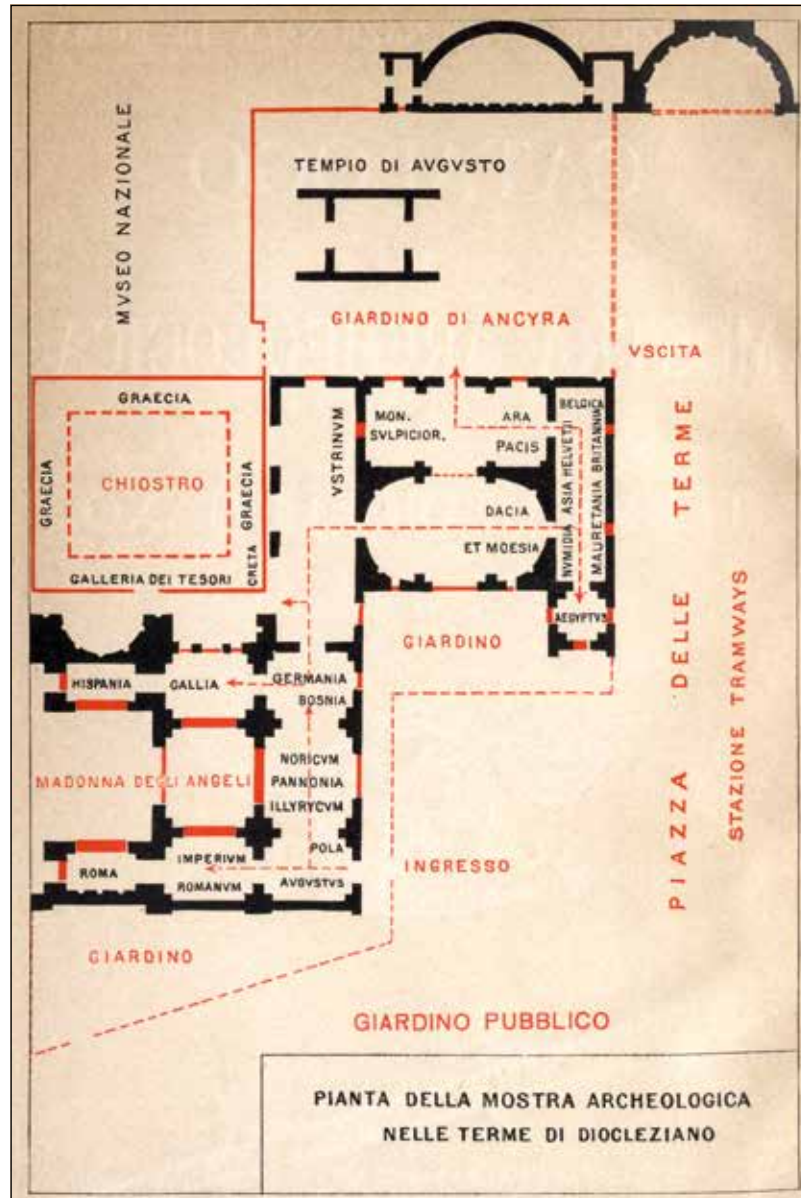 MVSEO NAZIONALE
TEMPIO DI AVGVSTO
GIARDINO DI ANCYRA
VSCITA
GRAECIA
GRAECIA
CHIOSTRO
GRAECIA
CRETA
GALLERIA DEI TESORI
VSTRINVM
MON.
SVLPICIOR.
ARA
PACIS
BELGICA
NVMIDIA ASIA HELVETII
MAURETANIA BRITANNIA
DACIA
ET MOESIA
AEGYPTVS
GIARDINO
HISPANIA
GALLIA
GERMANIA
BOSNIA
MADONNA DEGLI ANGELI
NORICVM
PANNONIA
ILLYRYCVM
POLA
ROMA
IMPERIVM
ROMANVM
AVGVSTVS
INGRESSO
PIAZZA DELLE TERME
STAZIONE TRAMWAYS
GIARDINO
GIARDINO PUBBLICO
PIANTA DELLA MOSTRA ARCHEOLOGICA
NELLE TERME DI DIOCLEZIANO